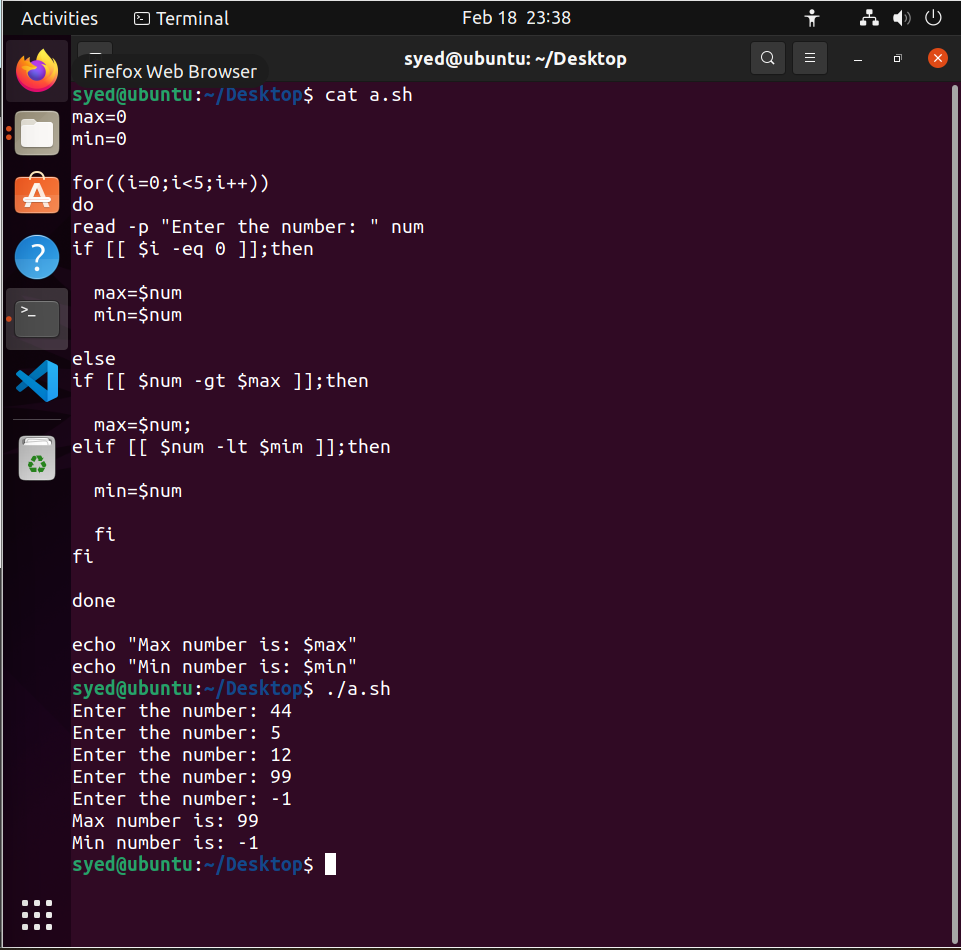 Activities
Terminal
Feb 18 23:38
Firefox Web Browser
syed@ubuntu: ~/Desktop
syed@ubuntu:~/Desktop$ cat a.sh
max=0
min=0
for((i=0;i<5;i++))
do
read -p "Enter the number: " num
if [[ $i -eq 0 ]];then
  max=$num
  min=$num
else
if [[ $num -gt $max ]];then
  max=$num;
elif [[ $num -lt $mim ]];then
  min=$num
  fi
fi
done
echo "Max number is: $max"
echo "Min number is: $min"
syed@ubuntu:~/Desktop$ ./a.sh
Enter the number: 44
Enter the number: 5
Enter the number: 12
Enter the number: 99
Enter the number: -1
Max number is: 99
Min number is: -1
syed@ubuntu:~/Desktop$